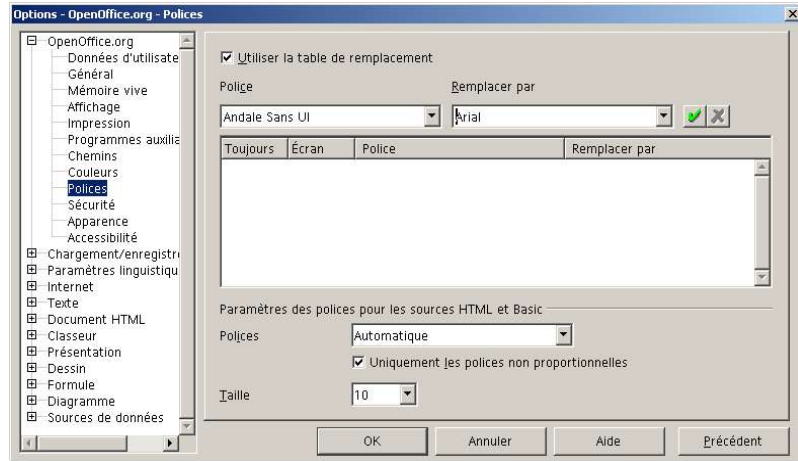 Options - OpenOffice.org - Polices
OpenOffice.org
Données d'utilisate
Général
Mémoire vive
Affichage
Impression
Programmes auxilia
Chemins
Couleurs
Polices
Sécurité
Apparence
Accessibilité
Chargement/enregistre
Paramètres linguistiqu
Internet
Texte
Document HTML
Classeur
Présentation
Dessin
Formule
Diagramme
Sources de données
Utiliser la table de remplacement
Police Remplacer par
Andale Sans UI Arial
Toujours Écran Police Remplacer par
Paramètres des polices pour les sources HTML et Basic
Polices Automatique
Uniquement les polices non proportionnelles
Taille 10
OK Annuler Aide Précédent